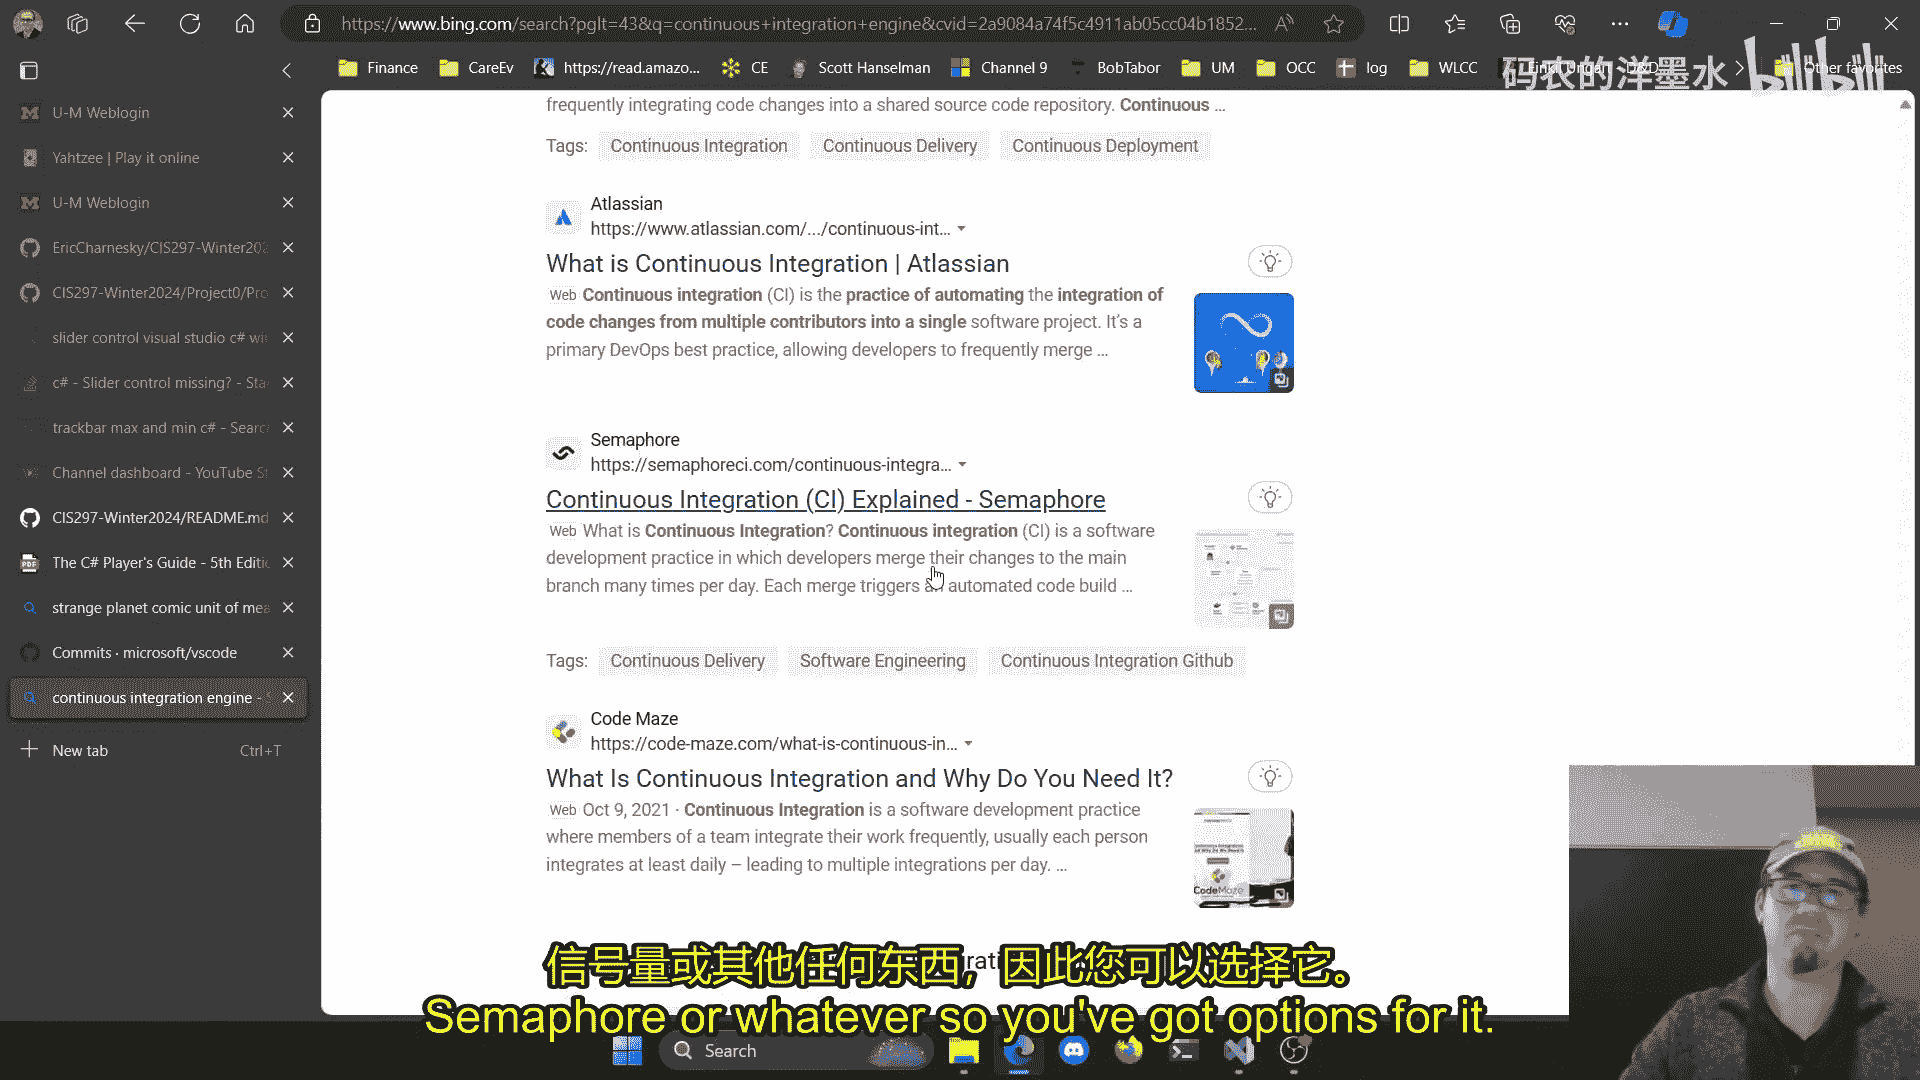 https://www.bing.com/search?pglt=43&q=continuous+integration+engine&cvid=2a9084a74f5c4911ab05cc04b1852...
Finance
CareEv
https://read.amazo...
CE
Scott Hanselman
Channel 9
BobTabor
UM
OCC
log
WLCC
Other favorites
码农的洋墨水
bilibili
U-M Weblogin
Yahtzee | Play it online
U-M Weblogin
EricCharnesky/CIS297-Winter202
CIS297-Winter2024/Project0/Pro
slider control visual studio c# wi
c# - Slider control missing? - Sta
trackbar max and min c# - Searc
Channel dashboard - YouTube St
CIS297-Winter2024/README.md
The C# Player's Guide - 5th Editi
PDF
strange planet comic unit of mea
Commits · microsoft/vscode
continuous integration engine - S
New tab
Ctrl+T
frequently integrating code changes into a shared source code repository. Continuous ...
Tags: Continuous Integration Continuous Delivery Continuous Deployment
Atlassian
https://www.atlassian.com/.../continuous-int...
What is Continuous Integration | Atlassian
Web Continuous integration (CI) is the practice of automating the integration of
code changes from multiple contributors into a single software project. It's a
primary DevOps best practice, allowing developers to frequently merge ...
Semaphore
https://semaphoreci.com/continuous-integra...
Continuous Integration (CI) Explained - Semaphore
Web What is Continuous Integration? Continuous integration (CI) is a software
development practice in which developers merge their changes to the main
branch many times per day. Each merge triggers an automated code build ...
Tags: Continuous Delivery Software Engineering Continuous Integration Github
Code Maze
https://code-maze.com/what-is-continuous-in...
What Is Continuous Integration and Why Do You Need It?
Web Oct 9, 2021 · Continuous Integration is a software development practice
where members of a team integrate their work frequently, usually each person
integrates at least daily – leading to multiple integrations per day. ...
CodeMaze
信号量或其他任何东西，因此您可以选择它。
Semaphore or whatever so you've got options for it.
Search